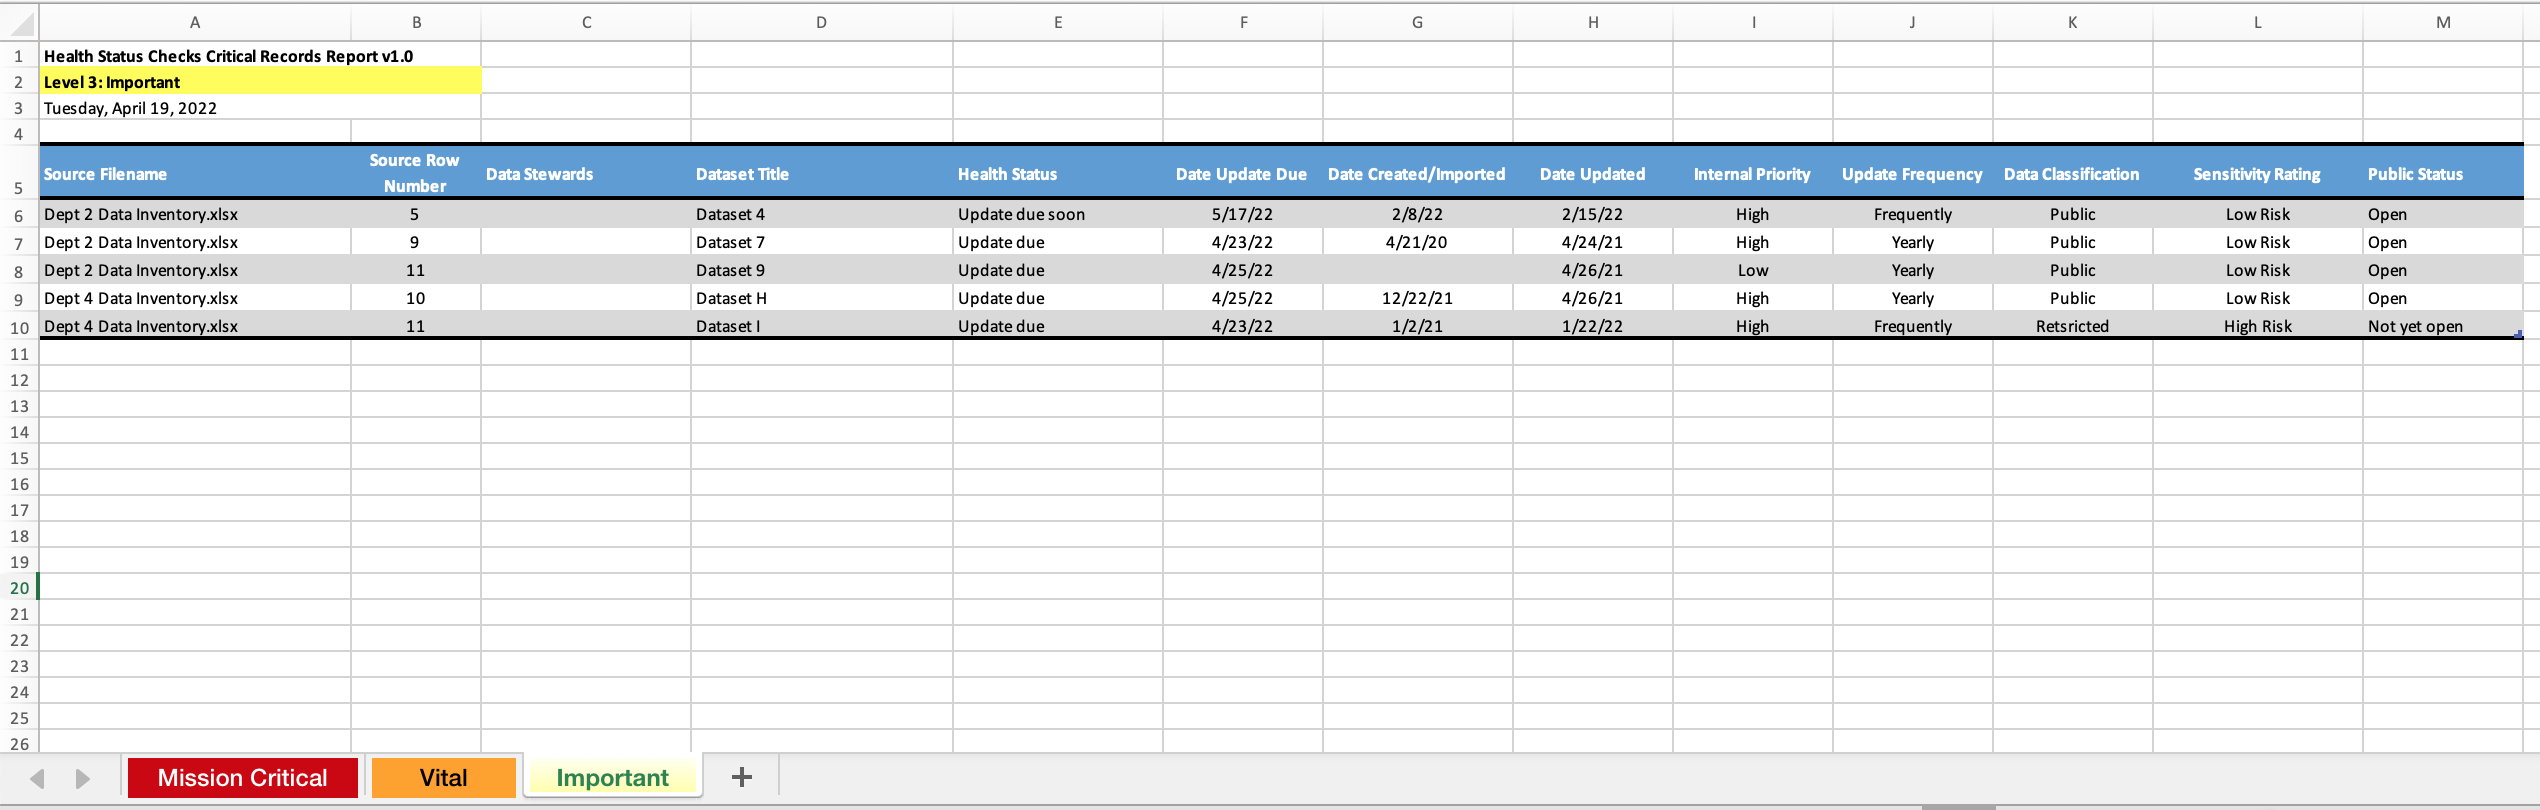 A B C D E F G H I J K L M
1 Health Status Checks Critical Records Report v1.0
2 Level 3: Important
3 Tuesday, April 19, 2022
4
5 Source Filename Source Row Number Data Stewards Dataset Title Health Status Date Update Due Date Created/Imported Date Updated Internal Priority Update Frequency Data Classification Sensitivity Rating Public Status
6 Dept 2 Data Inventory.xlsx 5 Dataset 4 Update due soon 5/17/22 2/8/22 2/15/22 High Frequently Public Low Risk Open
7 Dept 2 Data Inventory.xlsx 9 Dataset 7 Update due 4/23/22 4/21/20 4/24/21 High Yearly Public Low Risk Open
8 Dept 2 Data Inventory.xlsx 11 Dataset 9 Update due 4/25/22 4/26/21 Low Yearly Public Low Risk Open
9 Dept 4 Data Inventory.xlsx 10 Dataset H Update due 4/25/22 12/22/21 4/26/21 High Yearly Public Low Risk Open
10 Dept 4 Data Inventory.xlsx 11 Dataset I Update due 4/23/22 1/2/21 1/22/22 High Frequently Retsricted High Risk Not yet open
11
12
13
14
15
16
17
18
19
20
21
22
23
24
25
26
Mission Critical Vital Important +